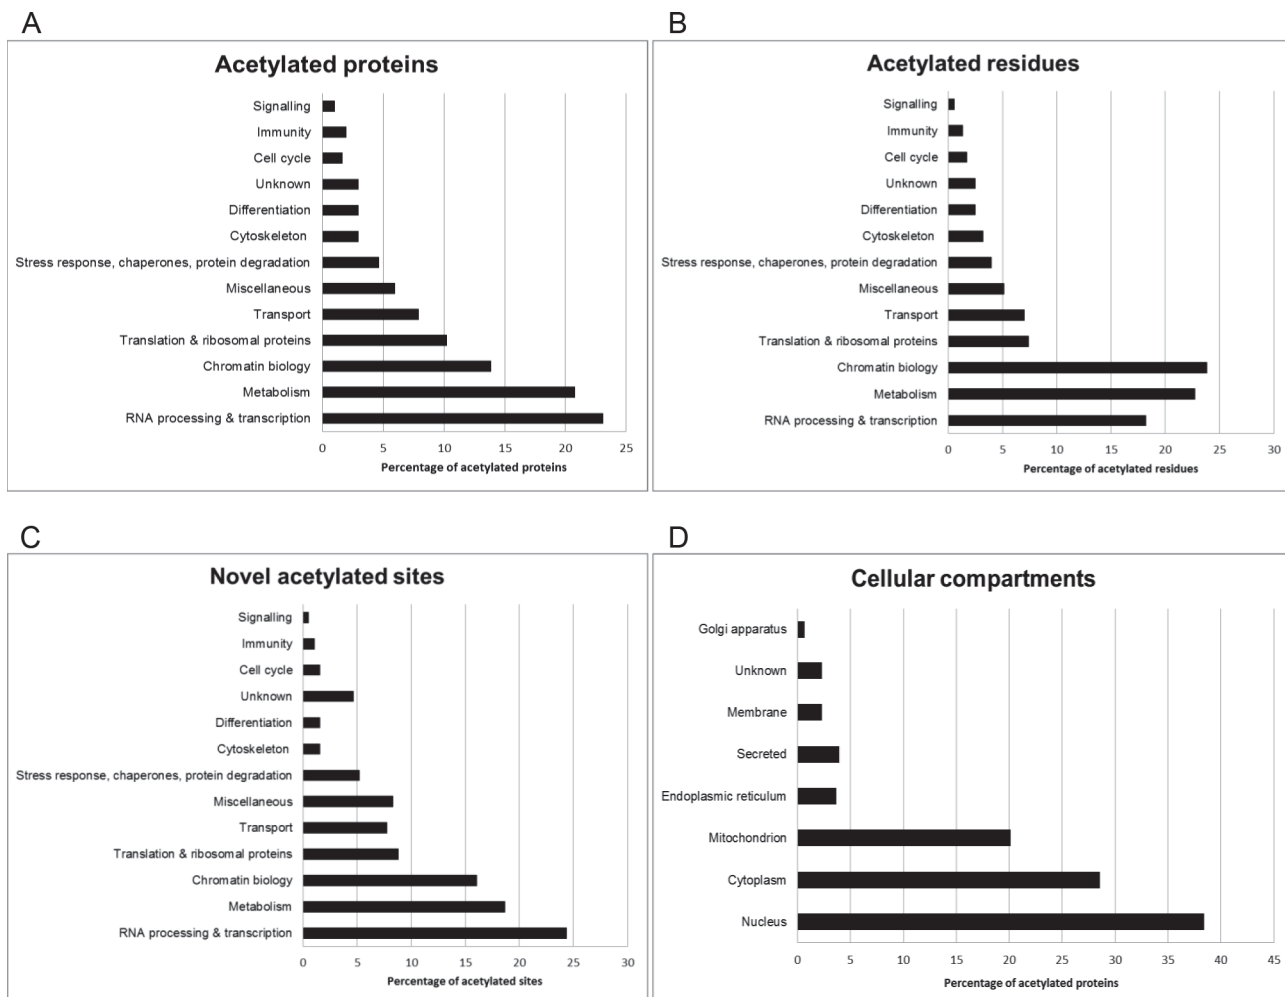 A
Acetylated proteins
Signalling
Immunity
Cell cycle
Unknown
Differentiation
Cytoskeleton
Stress response, chaperones, protein degradation
Miscellaneous
Transport
Translation & ribosomal proteins
Chromatin biology
Metabolism
RNA processing & transcription
0 5 10 15 20 25
Percentage of acetylated proteins
B
Acetylated residues
Signalling
Immunity
Cell cycle
Unknown
Differentiation
Cytoskeleton
Stress response, chaperones, protein degradation
Miscellaneous
Transport
Translation & ribosomal proteins
Chromatin biology
Metabolism
RNA processing & transcription
0 5 10 15 20 25 30
Percentage of acetylated residues
C
Novel acetylated sites
Signalling
Immunity
Cell cycle
Unknown
Differentiation
Cytoskeleton
Stress response, chaperones, protein degradation
Miscellaneous
Transport
Translation & ribosomal proteins
Chromatin biology
Metabolism
RNA processing & transcription
0 5 10 15 20 25 30
Percentage of acetylated sites
D
Cellular compartments
Golgi apparatus
Unknown
Membrane
Secreted
Endoplasmic reticulum
Mitochondrion
Cytoplasm
Nucleus
0 5 10 15 20 25 30 35 40 45
Percentage of acetylated proteins